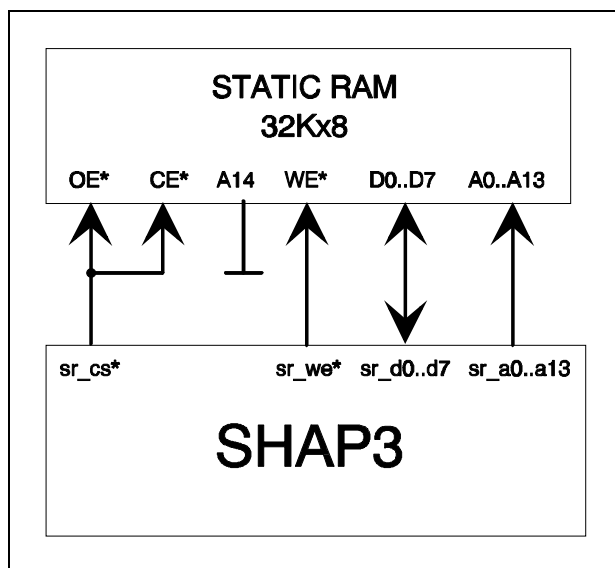 STATIC RAM
32Kx8
OE* CE* A14 WE* D0..D7 A0..A13
sr_cs* sr_we* sr_d0..d7 sr_a0..a13
SHAP3